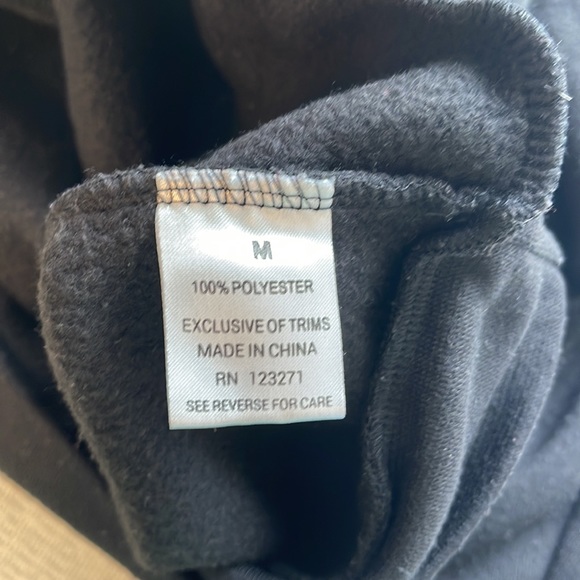 M
100% POLYESTER
EXCLUSIVE OF TRIMS
MADE IN CHINA
RN 123271
SEE REVERSE FOR CARE